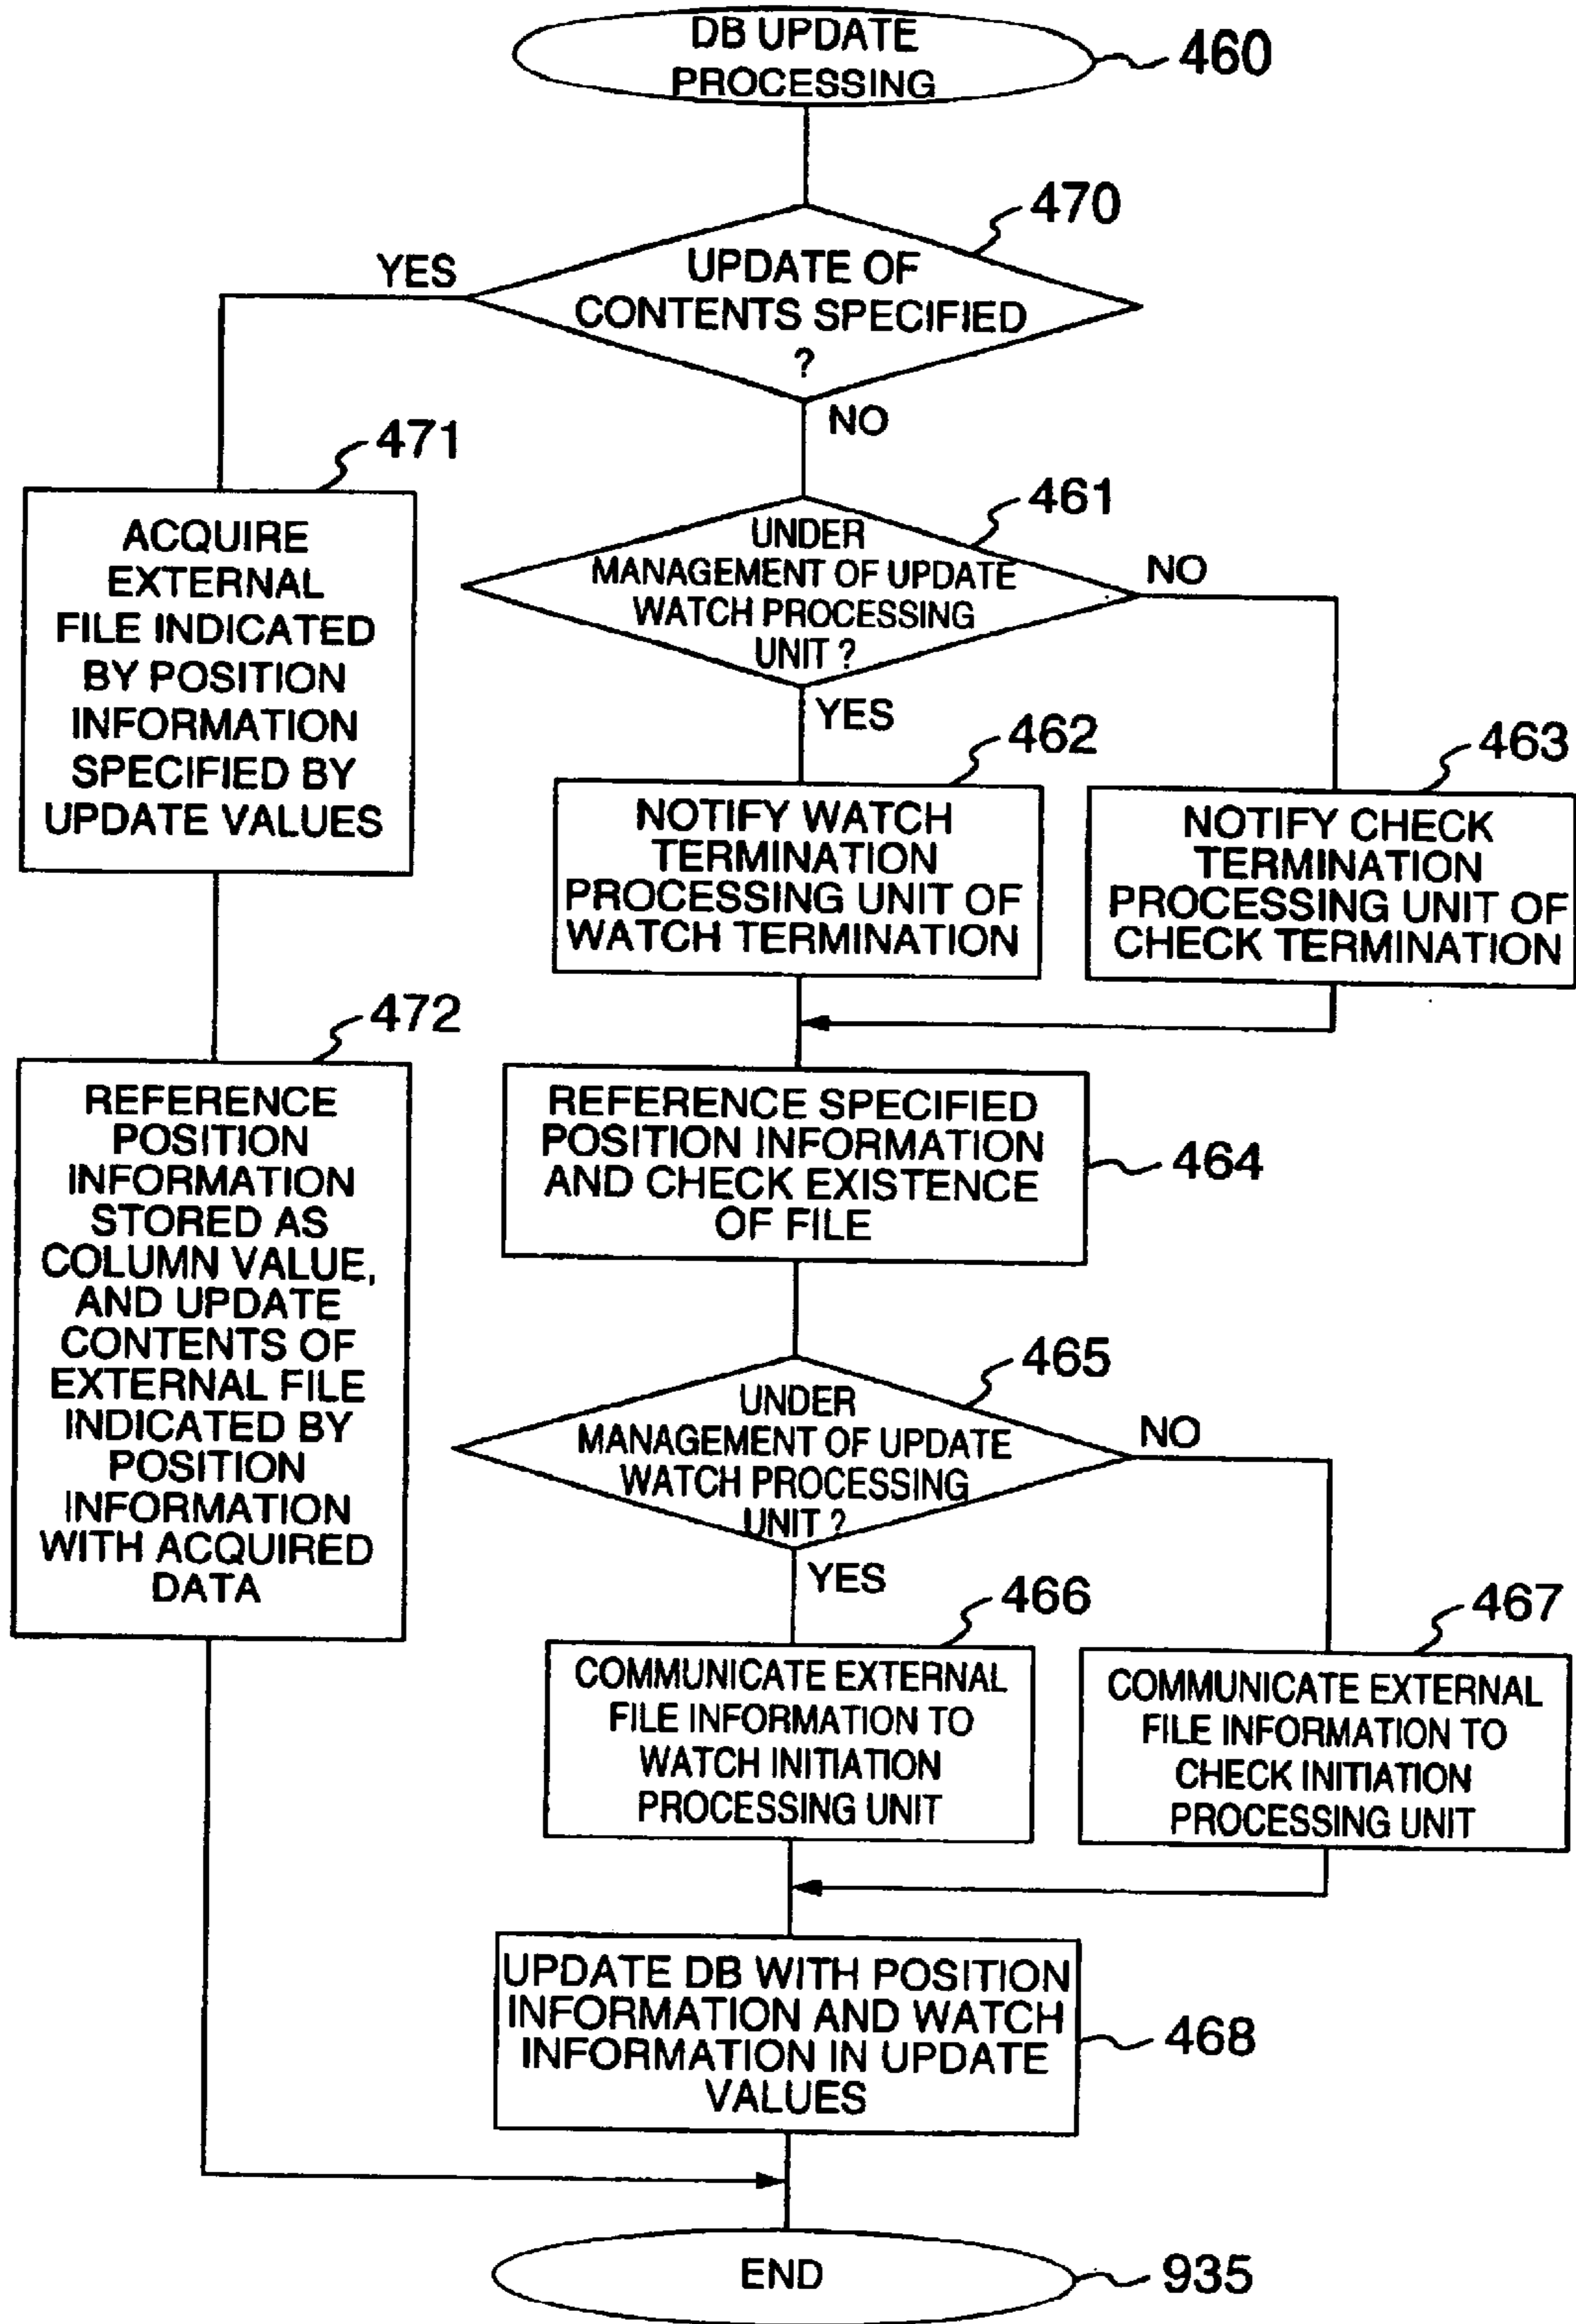 DB UPDATE
PROCESSING
460
470
UPDATE OF
CONTENTS SPECIFIED
?
YES
NO
471
ACQUIRE
EXTERNAL
FILE INDICATED
BY POSITION
INFORMATION
SPECIFIED BY
UPDATE VALUES
461
UNDER
MANAGEMENT OF UPDATE
WATCH PROCESSING
UNIT ?
NO
YES
462
NOTIFY WATCH
TERMINATION
PROCESSING UNIT OF
WATCH TERMINATION
463
NOTIFY CHECK
TERMINATION
PROCESSING UNIT OF
CHECK TERMINATION
472
REFERENCE
POSITION
INFORMATION
STORED AS
COLUMN VALUE,
AND UPDATE
CONTENTS OF
EXTERNAL FILE
INDICATED BY
POSITION
INFORMATION
WITH ACQUIRED
DATA
REFERENCE SPECIFIED
POSITION INFORMATION
AND CHECK EXISTENCE
OF FILE
464
465
UNDER
MANAGEMENT OF UPDATE
WATCH PROCESSING
UNIT ?
NO
YES
466
COMMUNICATE EXTERNAL
FILE INFORMATION TO
WATCH INITIATION
PROCESSING UNIT
467
COMMUNICATE EXTERNAL
FILE INFORMATION TO
CHECK INITIATION
PROCESSING UNIT
UPDATE DB WITH POSITION
INFORMATION AND WATCH
INFORMATION IN UPDATE
VALUES
468
END
935